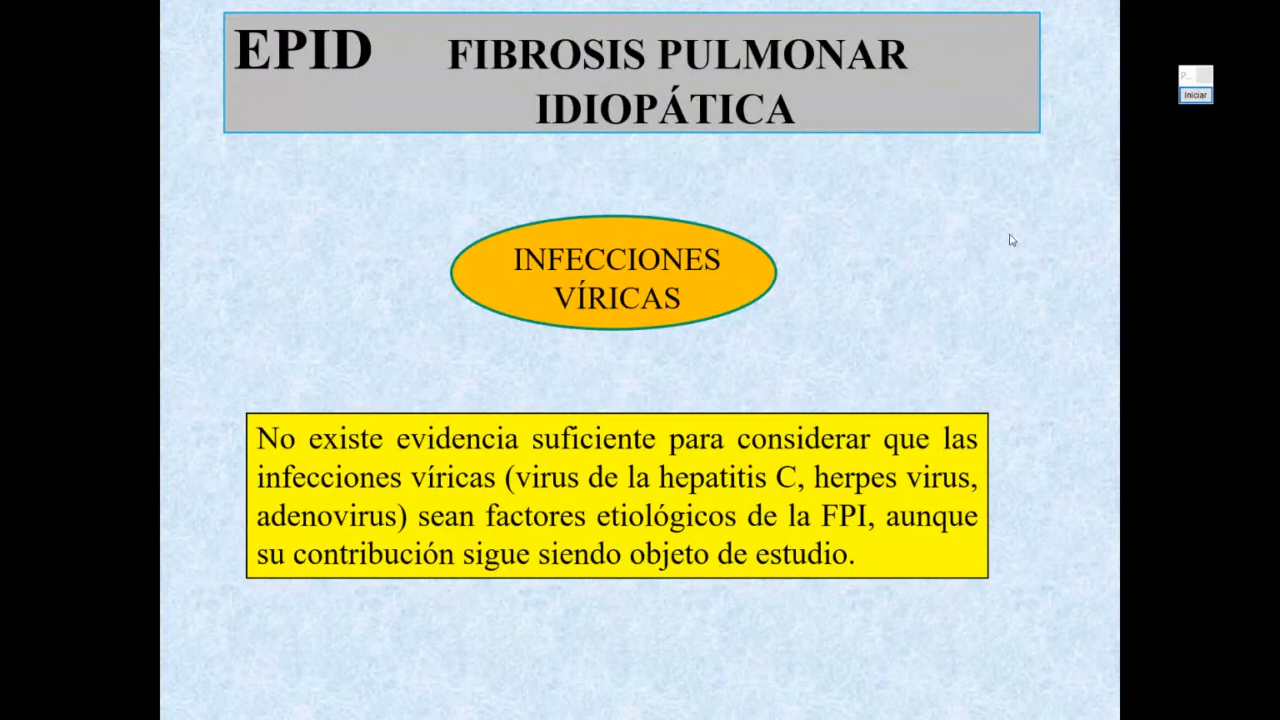 EPID FIBROSIS PULMONAR
IDIOPÁTICA
P...
Iniciar
INFECCIONES
VÍRICAS
No existe evidencia suficiente para considerar que las
infecciones víricas (virus de la hepatitis C, herpes virus,
adenovirus) sean factores etiológicos de la FPI, aunque
su contribución sigue siendo objeto de estudio.